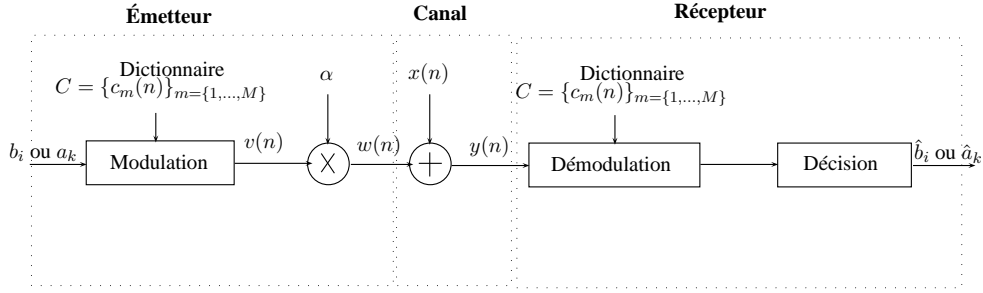 Émetteur
Canal
Récepteur
Dictionnaire
C = {c_m(n)}_{m={1,...,M}}
α
x(n)
Dictionnaire
C = {c_m(n)}_{m={1,...,M}}
b_i ou a_k
Modulation
v(n)
×
w(n)
+
y(n)
Démodulation
Décision
b̂_i ou â_k